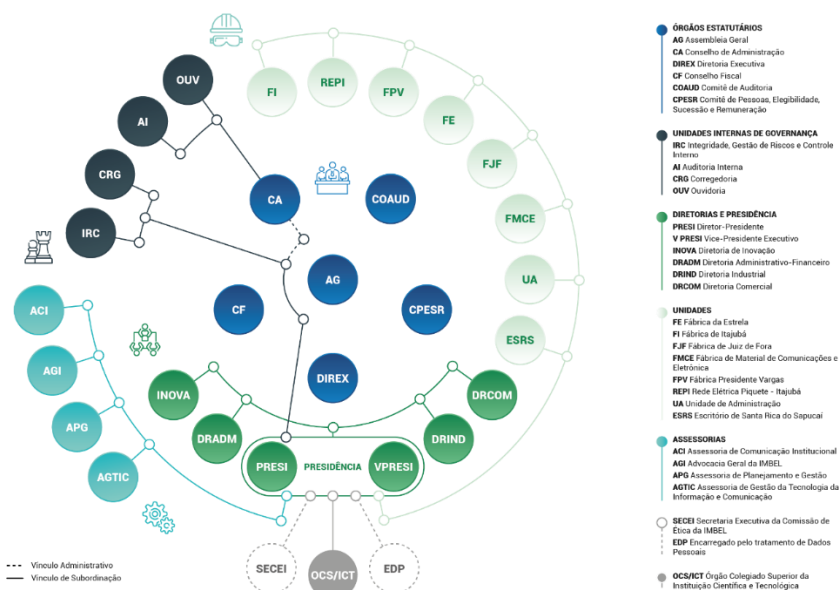 OUV
AI
CRG
IRC
FI
REPI
FPV
FE
FJF
FMCE
UA
ESRS
CA
COAUD
AG
CF
CPESR
DIREX
ACI
AGI
APG
AGTIC
INOVA
DRADM
DRCOM
DRIND
PRESI
PRESIDÊNCIA
VPRESI
SECEI
OCS/ICT
EDP
Vínculo Administrativo
Vínculo de Subordinação
ÓRGÃOS ESTATUTÁRIOS
AG Assembleia Geral
CA Conselho de Administração
DIREX Diretoria Executiva
CF Conselho Fiscal
COAUD Comitê de Auditoria
CPESR Comitê de Pessoas, Elegibilidade,
Sucessão e Remuneração
UNIDADES INTERNAS DE GOVERNANÇA
IRC Integridade, Gestão de Riscos e Controle
Interno
AI Auditoria Interna
CRG Corregedoria
OUV Ouvidoria
DIRETORIAS E PRESIDÊNCIA
PRESI Diretor-Presidente
V PRESI Vice-Presidente Executivo
INOVA Diretoria de Inovação
DRADM Diretoria Administrativo-Financeiro
DRIND Diretoria Industrial
DRCOM Diretoria Comercial
UNIDADES
FE Fábrica da Estrela
FI Fábrica de Itajubá
FJF Fábrica de Juiz de Fora
FMCE Fábrica de Material de Comunicações e
Eletrônica
FPV Fábrica Presidente Vargas
REPI Rede Elétrica Piquete - Itajubá
UA Unidade de Administração
ESRS Escritório de Santa Rica do Sapucaí
ASSESSORIAS
ACI Assessoria de Comunicação Institucional
AGI Advocacia Geral da IMBEL
APG Assessoria de Planejamento e Gestão
AGTIC Assessoria de Gestão da Tecnologia da
Informação e Comunicação
SECEI Secretaria Executiva da Comissão de
Ética da IMBEL
EDP Encarregado pelo tratamento de Dados
Pessoais
OCS/ICT Órgão Colegiado Superior da
Instituição Científica e Tecnológica